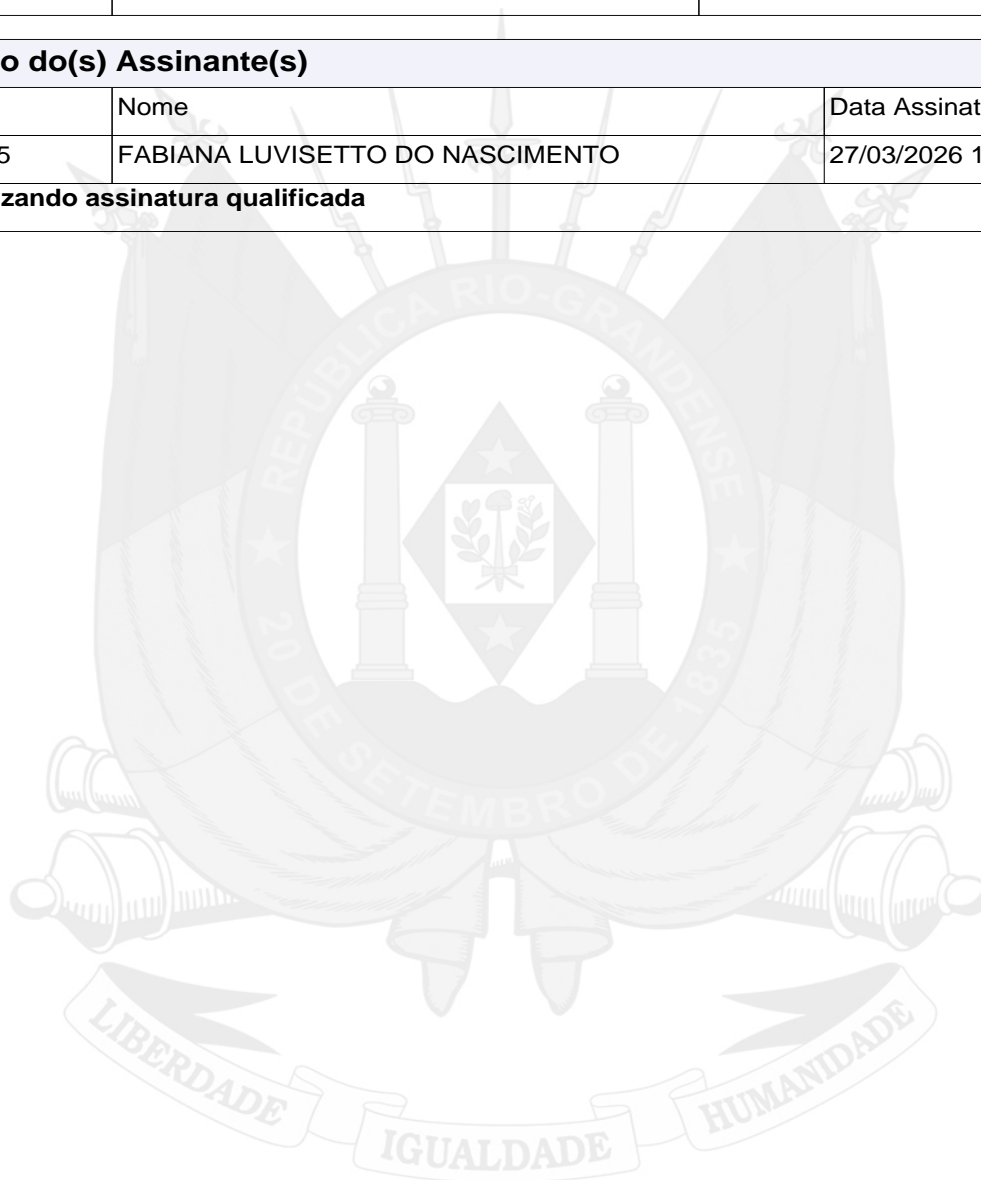 o do(s) Assinante(s)
Nome Data Assinat
5 FABIANA LUVISETTO DO NASCIMENTO 27/03/2026 1
zando assinatura qualificada
REPÚBLICA RIO-GRANDENSE
20 DE SETEMBRO DE 1835
LIBERDADE IGUALDADE HUMANIDADE